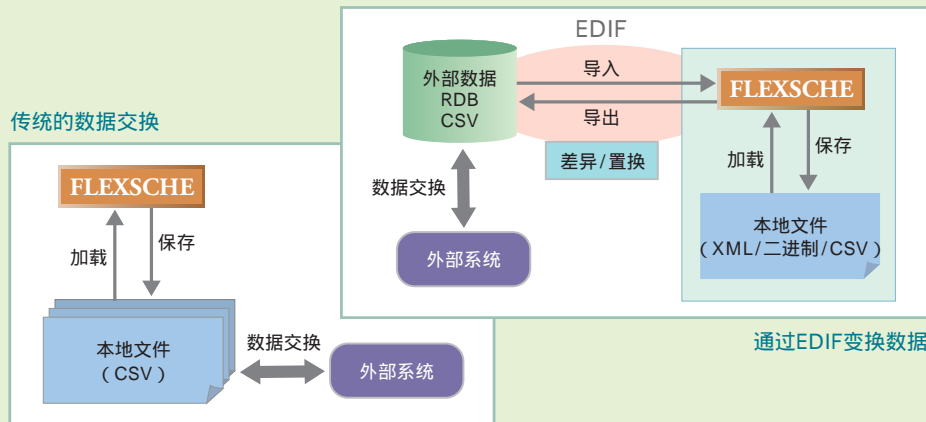 传统的数据交换
FLEXSCHE
加载
保存
本地文件
（CSV）
数据交换
外部系统
EDIF
外部数据
RDB
CSV
导入
导出
差异/置换
FLEXSCHE
加载
保存
本地文件
（XML/二进制/CSV）
数据交换
外部系统
通过EDIF变换数据